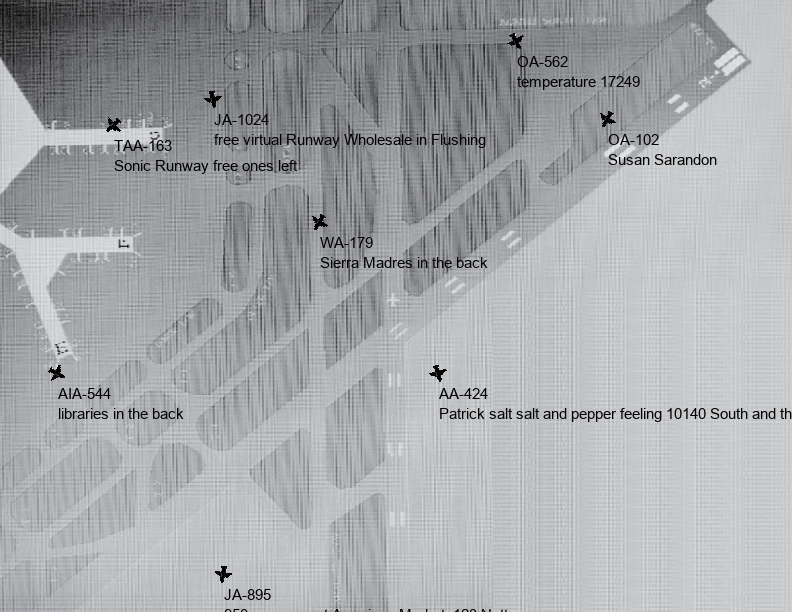 OA-562
temperature 17249
JA-1024
free virtual Runway Wholesale in Flushing
OA-102
Susan Sarandon
TAA-163
Sonic Runway free ones left
WA-179
Sierra Madres in the back
AIA-544
libraries in the back
AA-424
Patrick salt salt and pepper feeling 10140 South and th
JA-895